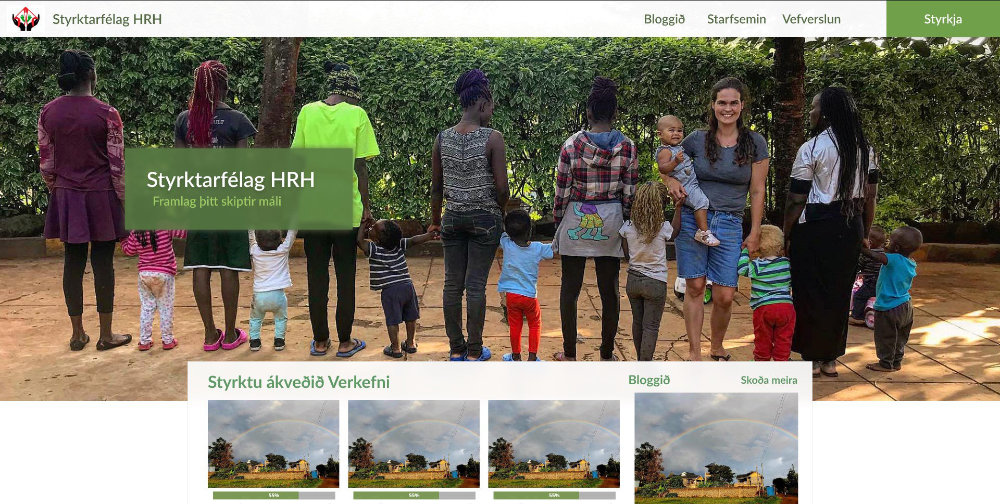 Styrktarfélag HRH
Bloggið
Starfsemin
Vefverslun
Styrkja
Styrktarfélag HRH
Framlag þitt skiptir máli
Styrktu ákveðið Verkefni
Bloggið
Skoða meira
55%
55%
55%